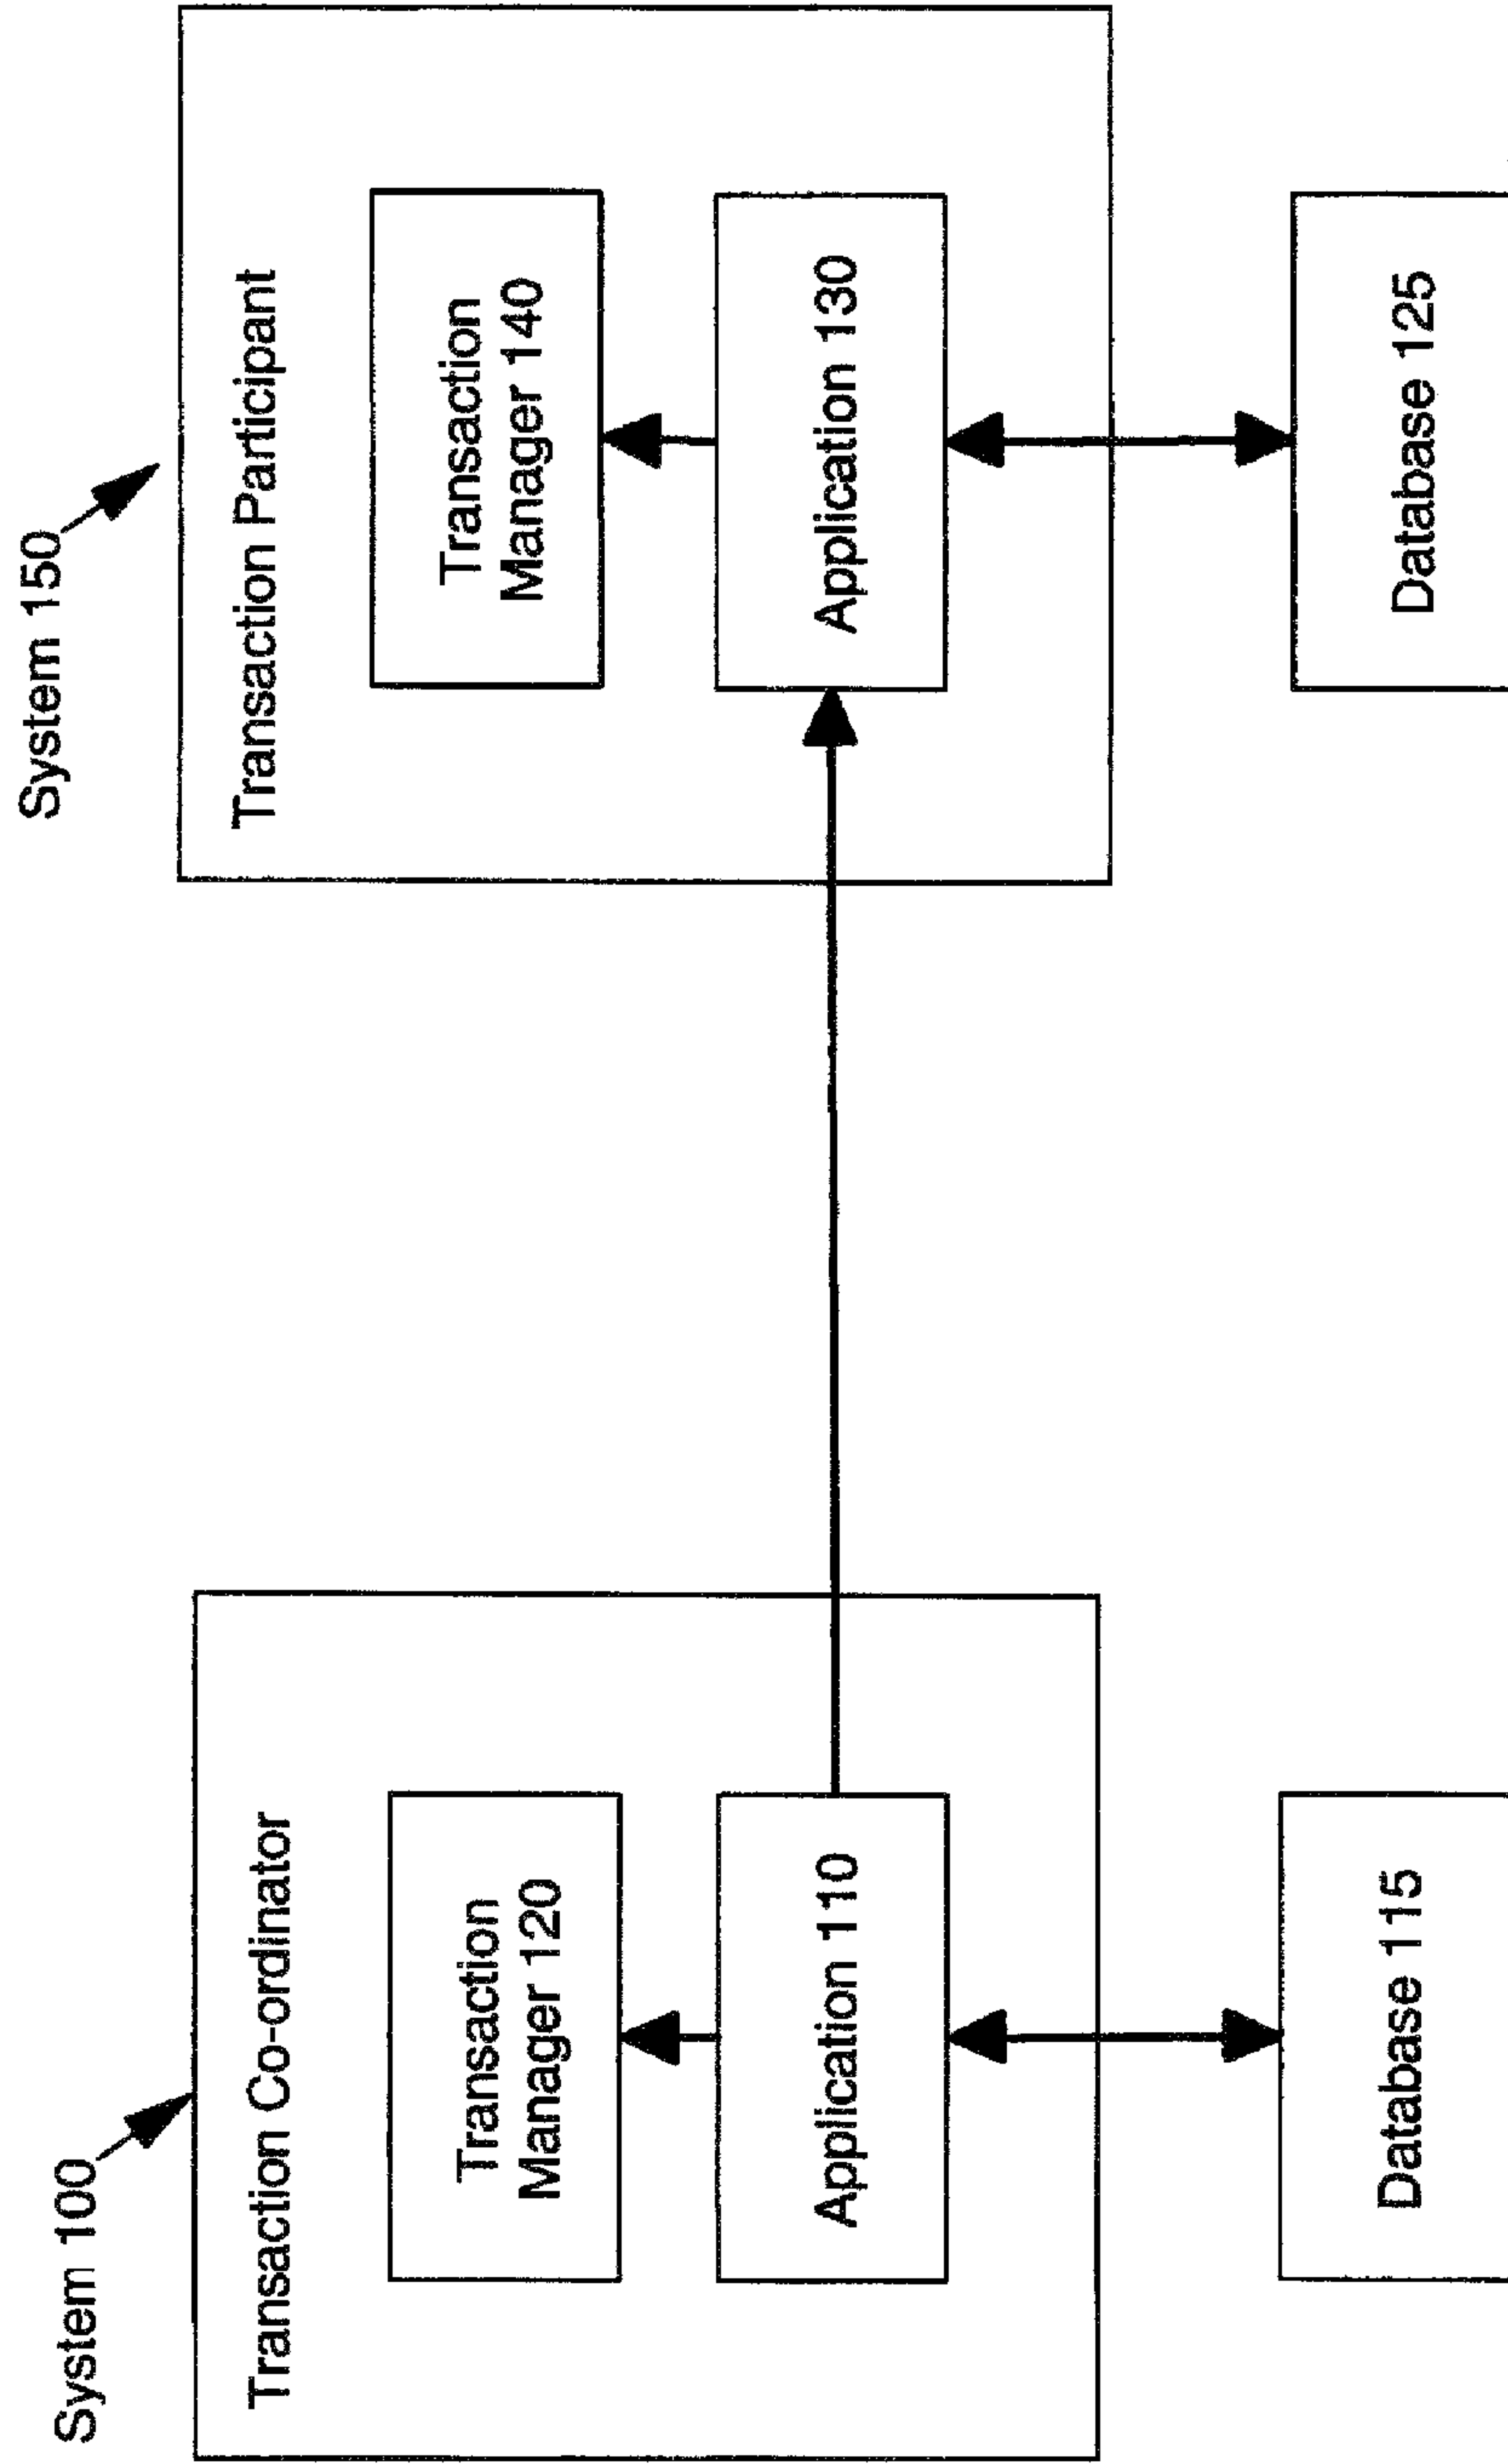 System 100
Transaction Co-ordinator
Transaction
Manager 120
Application 110
Database 115
System 150
Transaction Participant
Transaction
Manager 140
Application 130
Database 125